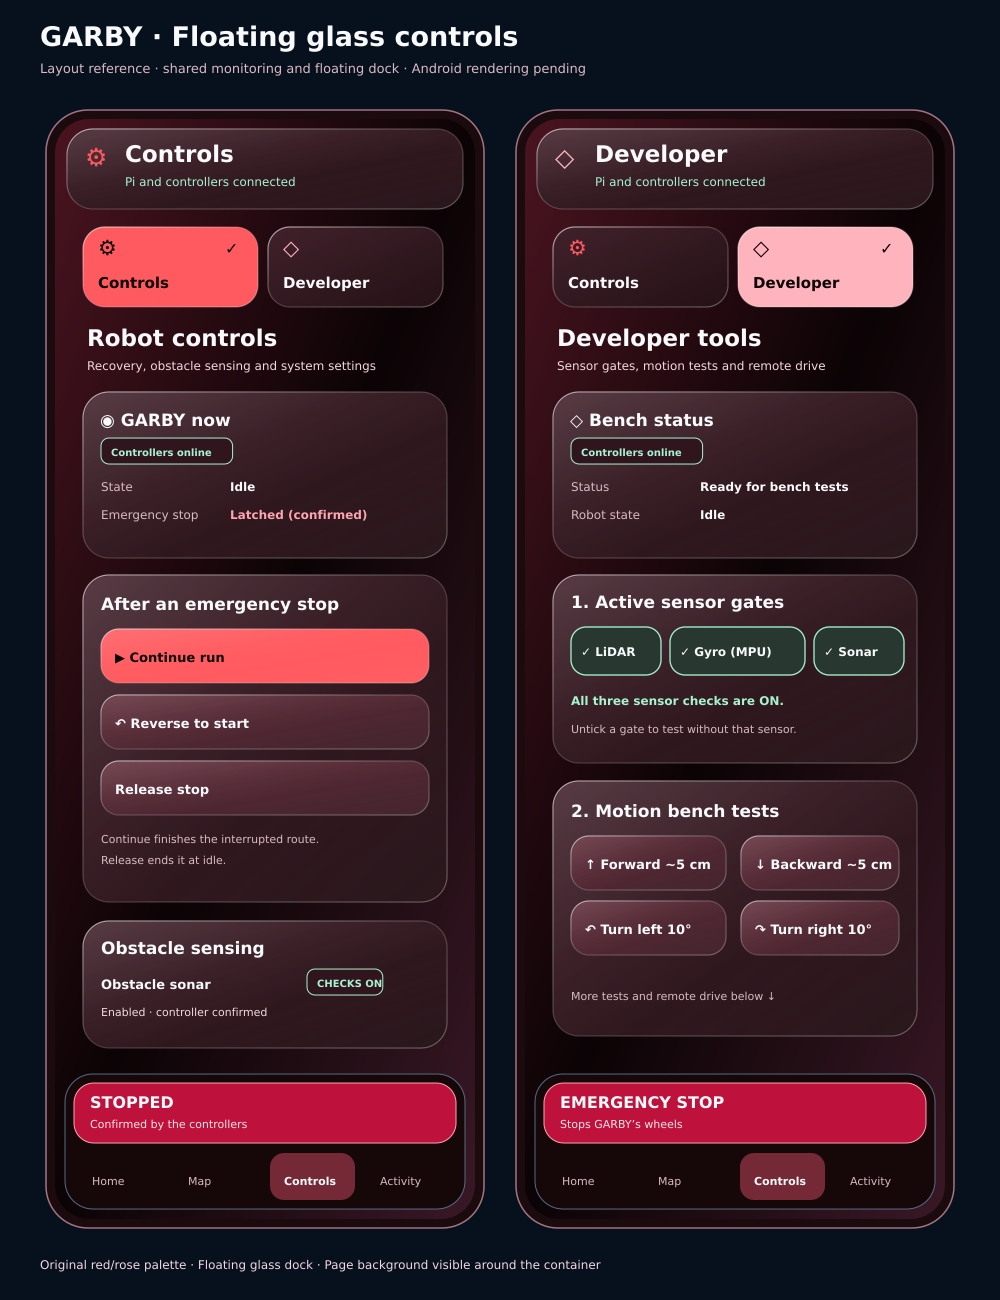 GARBY · Floating glass controls
Layout reference · shared monitoring and floating dock · Android rendering pending
⚙ Controls
Pi and controllers connected
⚙ ✓
Controls
◇
Developer
Robot controls
Recovery, obstacle sensing and system settings
◉ GARBY now
Controllers online
State Idle
Emergency stop Latched (confirmed)
After an emergency stop
▶ Continue run
↶ Reverse to start
Release stop
Continue finishes the interrupted route.
Release ends it at idle.
Obstacle sensing
Obstacle sonar CHECKS ON
Enabled · controller confirmed
STOPPED
Confirmed by the controllers
Home Map Controls Activity
◇ Developer
Pi and controllers connected
⚙
Controls
◇ ✓
Developer
Developer tools
Sensor gates, motion tests and remote drive
◇ Bench status
Controllers online
Status Ready for bench tests
Robot state Idle
1. Active sensor gates
✓ LiDAR ✓ Gyro (MPU) ✓ Sonar
All three sensor checks are ON.
Untick a gate to test without that sensor.
2. Motion bench tests
↑ Forward ~5 cm ↓ Backward ~5 cm
↶ Turn left 10° ↷ Turn right 10°
More tests and remote drive below ↓
EMERGENCY STOP
Stops GARBY’s wheels
Home Map Controls Activity
Original red/rose palette · Floating glass dock · Page background visible around the container